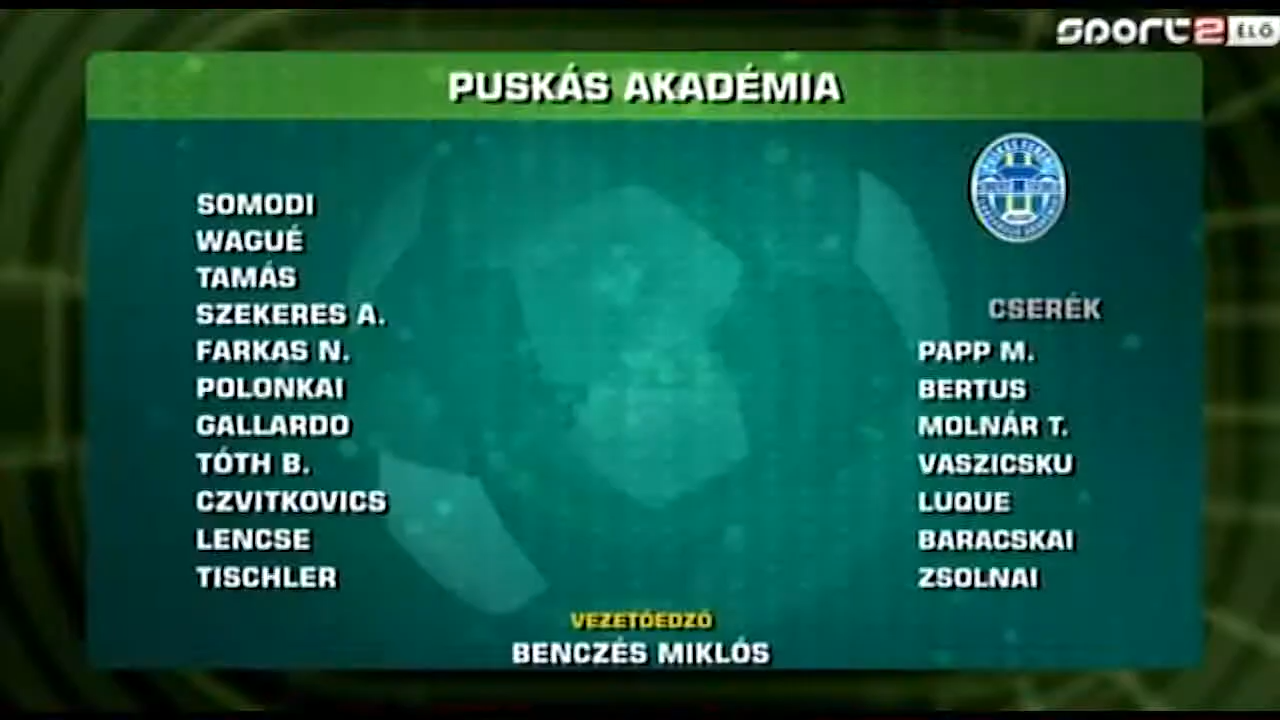 sport2 ÉLŐ
PUSKÁS AKADÉMIA
SOMODI
WAGUÉ
TAMÁS
SZEKERES A.
FARKAS N.
POLONKAI
GALLARDO
TÓTH B.
CZVITKOVICS
LENCSE
TISCHLER
CSERÉK
PAPP M.
BERTUS
MOLNÁR T.
VASZICSKU
LUQUE
BARACSKAI
ZSOLNAI
VEZETŐEDZŐ
BENCZÉS MIKLÓS